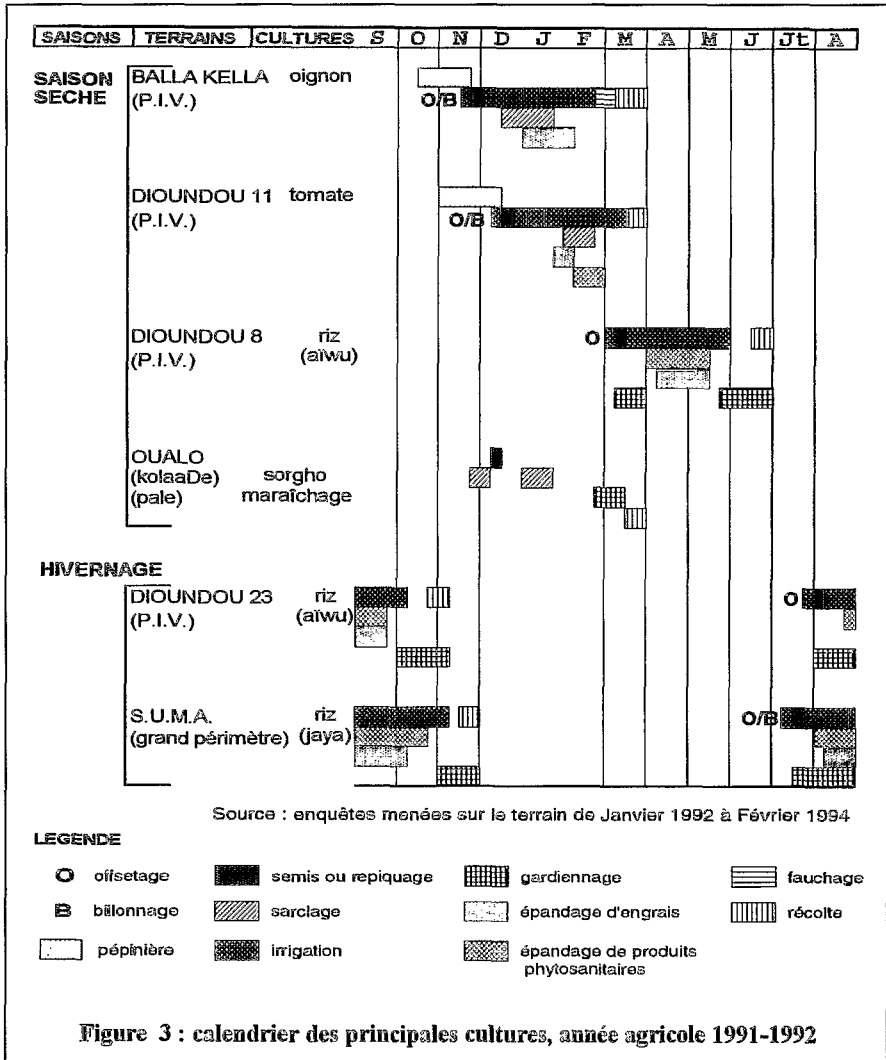 SAISONS TERRAINS CULTURES S O N D J F M A M J Jt A
SAISON SECHE
BALLA KELLA oignon
(P.I.V.) O/B
DIOUNDOU 11 tomate
(P.I.V.) O/B
DIOUNDOU 8 riz O
(P.I.V.) (aïwu)
OUALO
(kolaaDe) sorgho
(pale) maraîchage
HIVERNAGE
DIOUNDOU 23 riz O
(P.I.V.) (aïwu)
S.U.M.A. riz O/B
(grand périmètre) (jaya)
Source : enquêtes menées sur le terrain de Janvier 1992 à Février 1994
LEGENDE
O offsetage semis ou repiquage gardiennage fauchage
B billonnage sarclage épandage d'engrais récolte
pépinière irrigation épandage de produits
phytosanitaires
Figure 3 : calendrier des principales cultures, année agricole 1991-1992